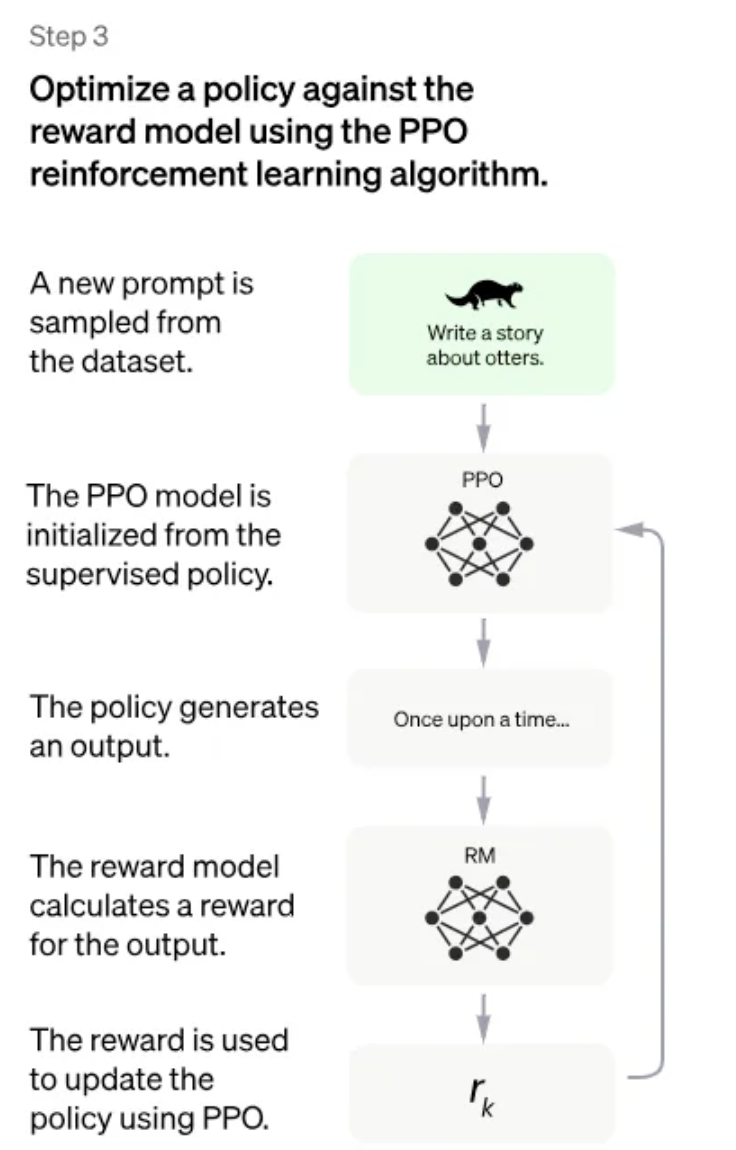 Step 3
Optimize a policy against the
reward model using the PPO
reinforcement learning algorithm.
A new prompt is
sampled from
the dataset.
Write a story
about otters.
The PPO model is
initialized from the
supervised policy.
PPO
The policy generates
an output.
Once upon a time...
The reward model
calculates a reward
for the output.
RM
The reward is used
to update the
policy using PPO.
r_k